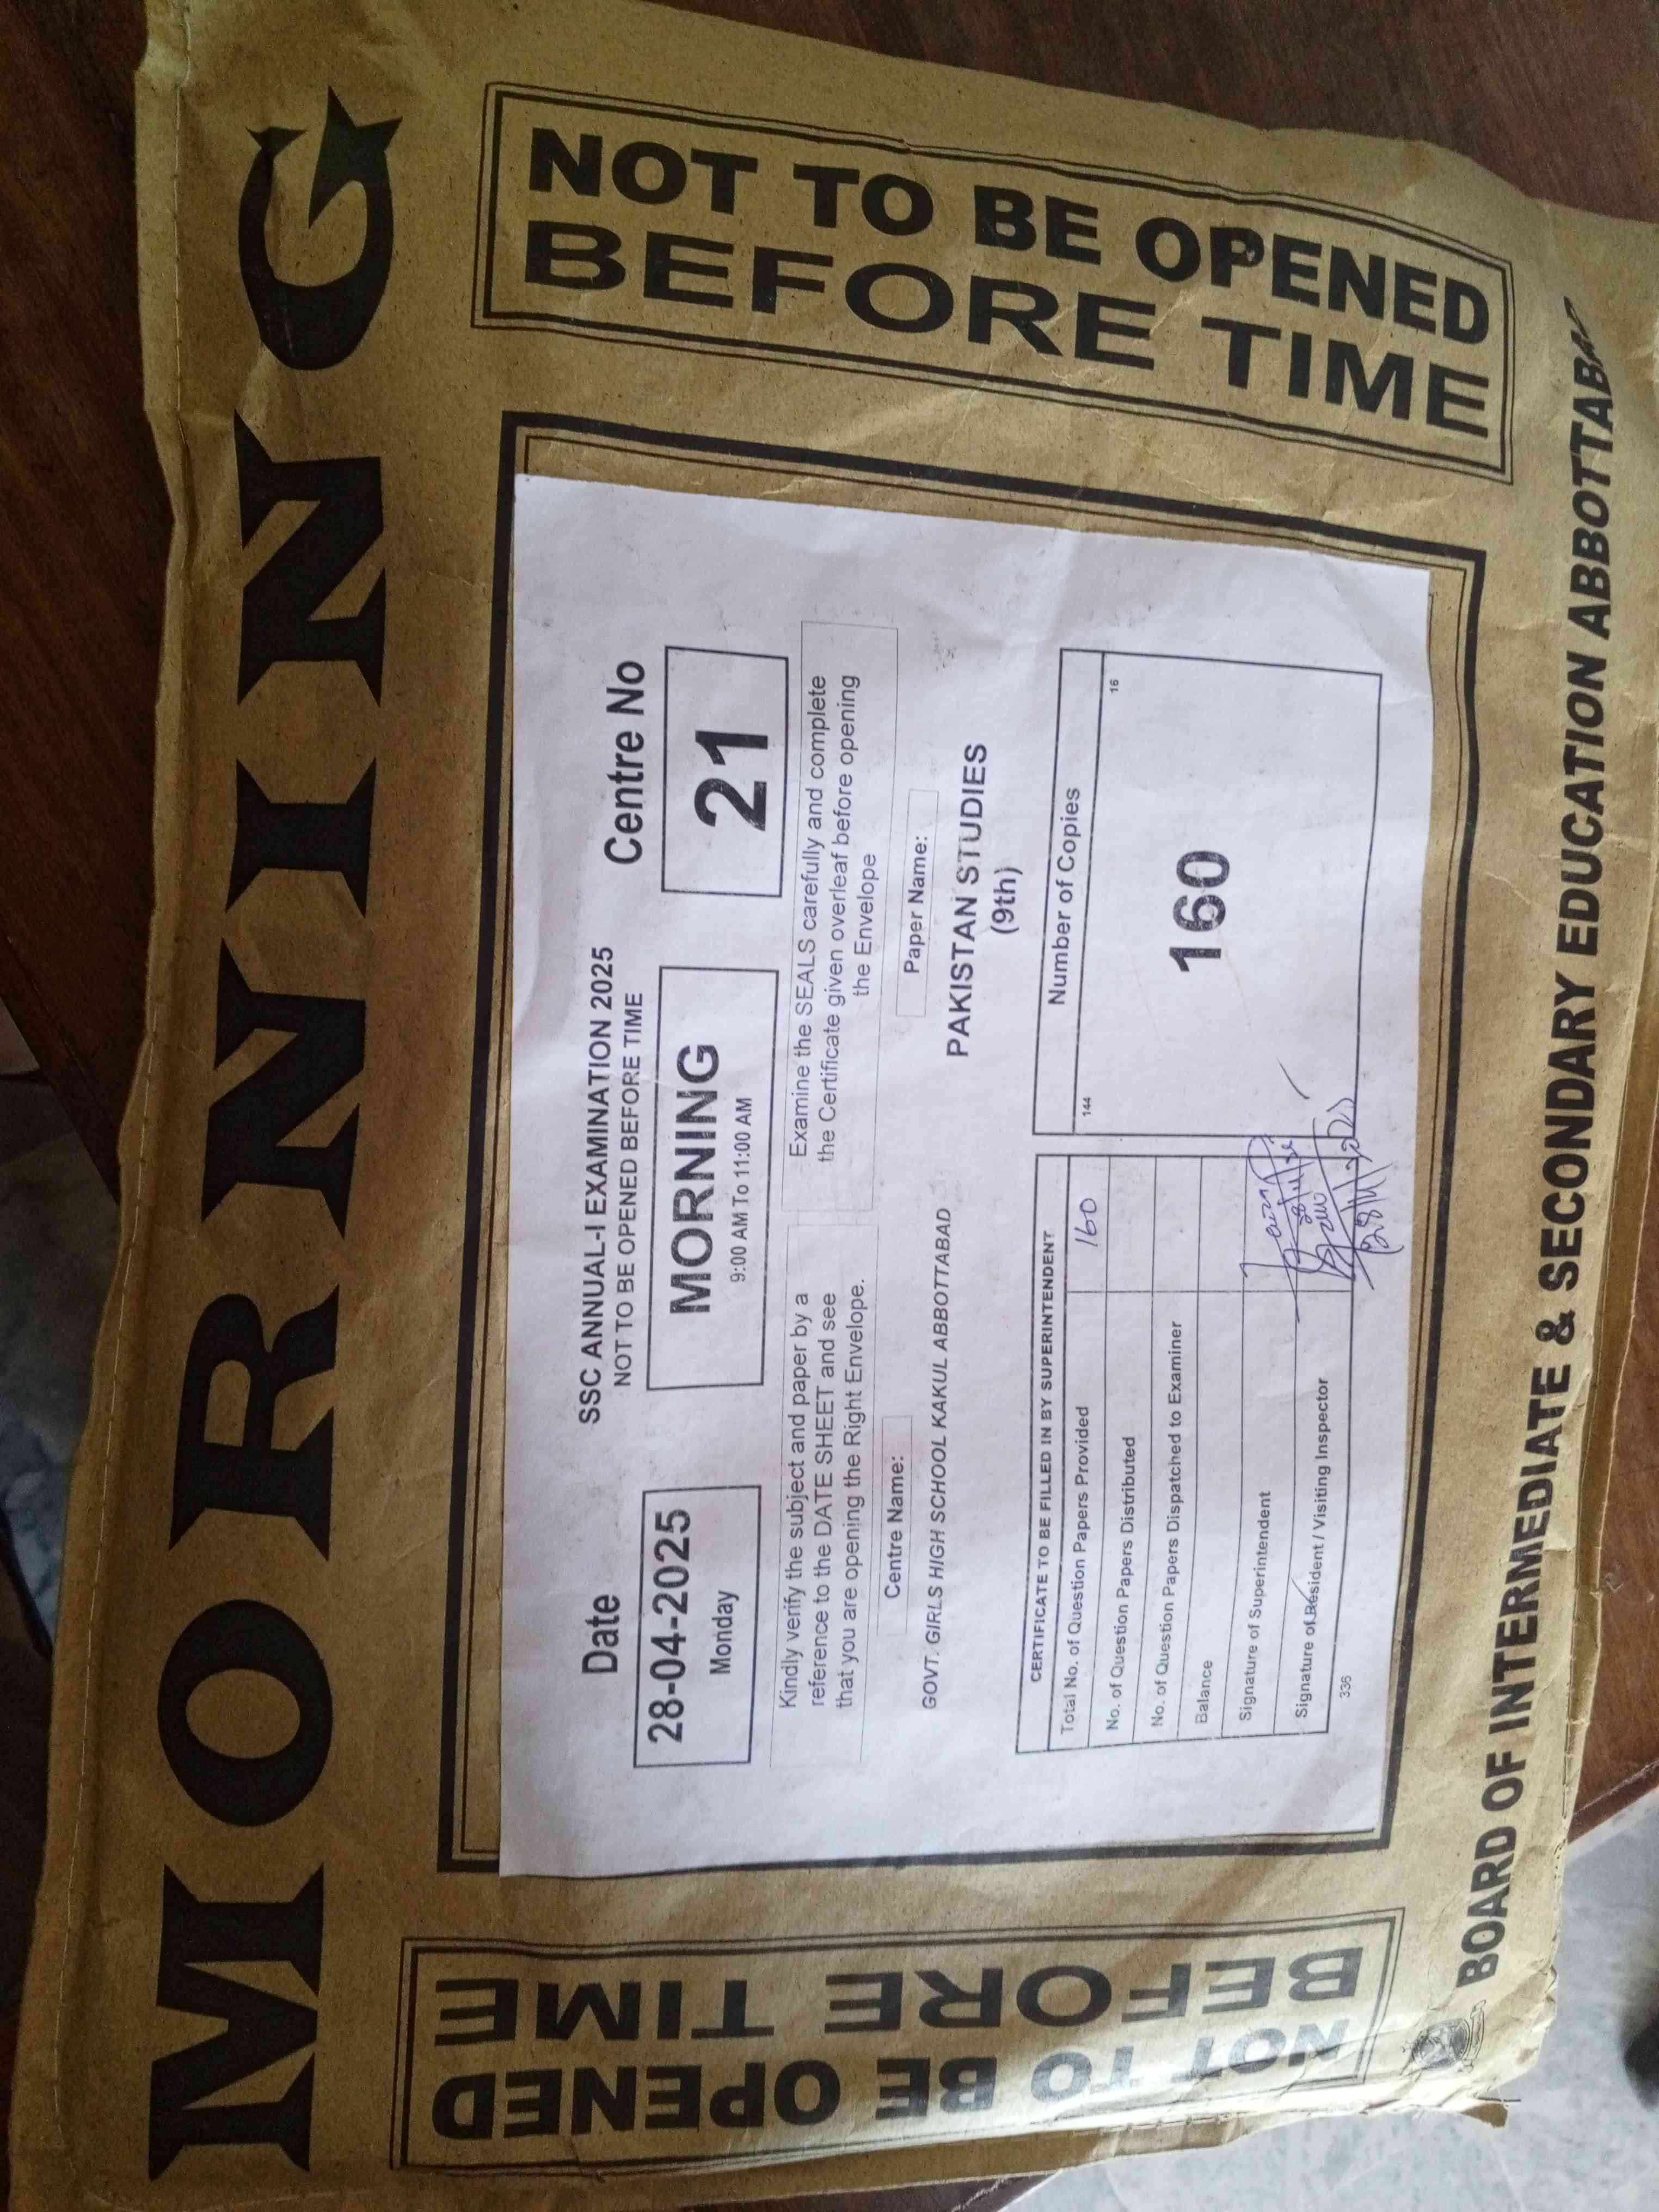 MORNING
NOT TO BE OPENED
BEFORE TIME
NOT TO BE OPENED
BEFORE TIME
Date
SSC ANNUAL-I EXAMINATION 2025
NOT TO BE OPENED BEFORE TIME
Centre No
28-04-2025
Monday
MORNING
9:00 AM To 11:00 AM
21
Kindly verify the subject and paper by a
reference to the DATE SHEET and see
that you are opening the Right Envelope.
Examine the SEALS carefully and complete
the Certificate given overleaf before opening
the Envelope
Centre Name:
GOVT. GIRLS HIGH SCHOOL KAKUL ABBOTTABAD
Paper Name:
PAKISTAN STUDIES
(9th)
CERTIFICATE TO BE FILLED IN BY SUPERINTENDENT
Total No. of Question Papers Provided 160
No. of Question Papers Distributed
No. of Question Papers Dispatched to Examiner
Balance
Signature of Superintendent
Signature of Resident / Visiting Inspector
336
Number of Copies
144 16
160
BOARD OF INTERMEDIATE & SECONDARY EDUCATION ABBOTTABAD